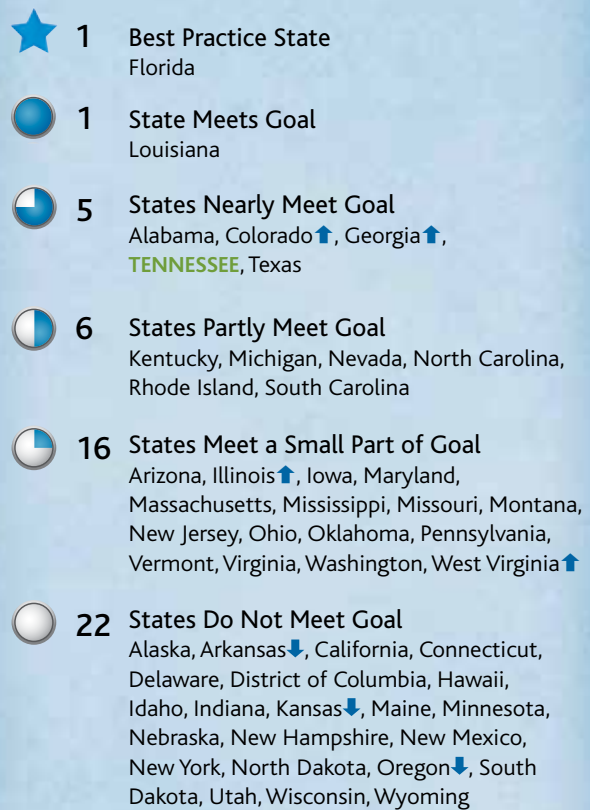 1 Best Practice State
Florida
1 State Meets Goal
Louisiana
5 States Nearly Meet Goal
Alabama, Colorado⬆, Georgia⬆,
TENNESSEE, Texas
6 States Partly Meet Goal
Kentucky, Michigan, Nevada, North Carolina,
Rhode Island, South Carolina
16 States Meet a Small Part of Goal
Arizona, Illinois⬆, Iowa, Maryland,
Massachusetts, Mississippi, Missouri, Montana,
New Jersey, Ohio, Oklahoma, Pennsylvania,
Vermont, Virginia, Washington, West Virginia⬆
22 States Do Not Meet Goal
Alaska, Arkansas⬇, California, Connecticut,
Delaware, District of Columbia, Hawaii,
Idaho, Indiana, Kansas⬇, Maine, Minnesota,
Nebraska, New Hampshire, New Mexico,
New York, North Dakota, Oregon⬇, South
Dakota, Utah, Wisconsin, Wyoming